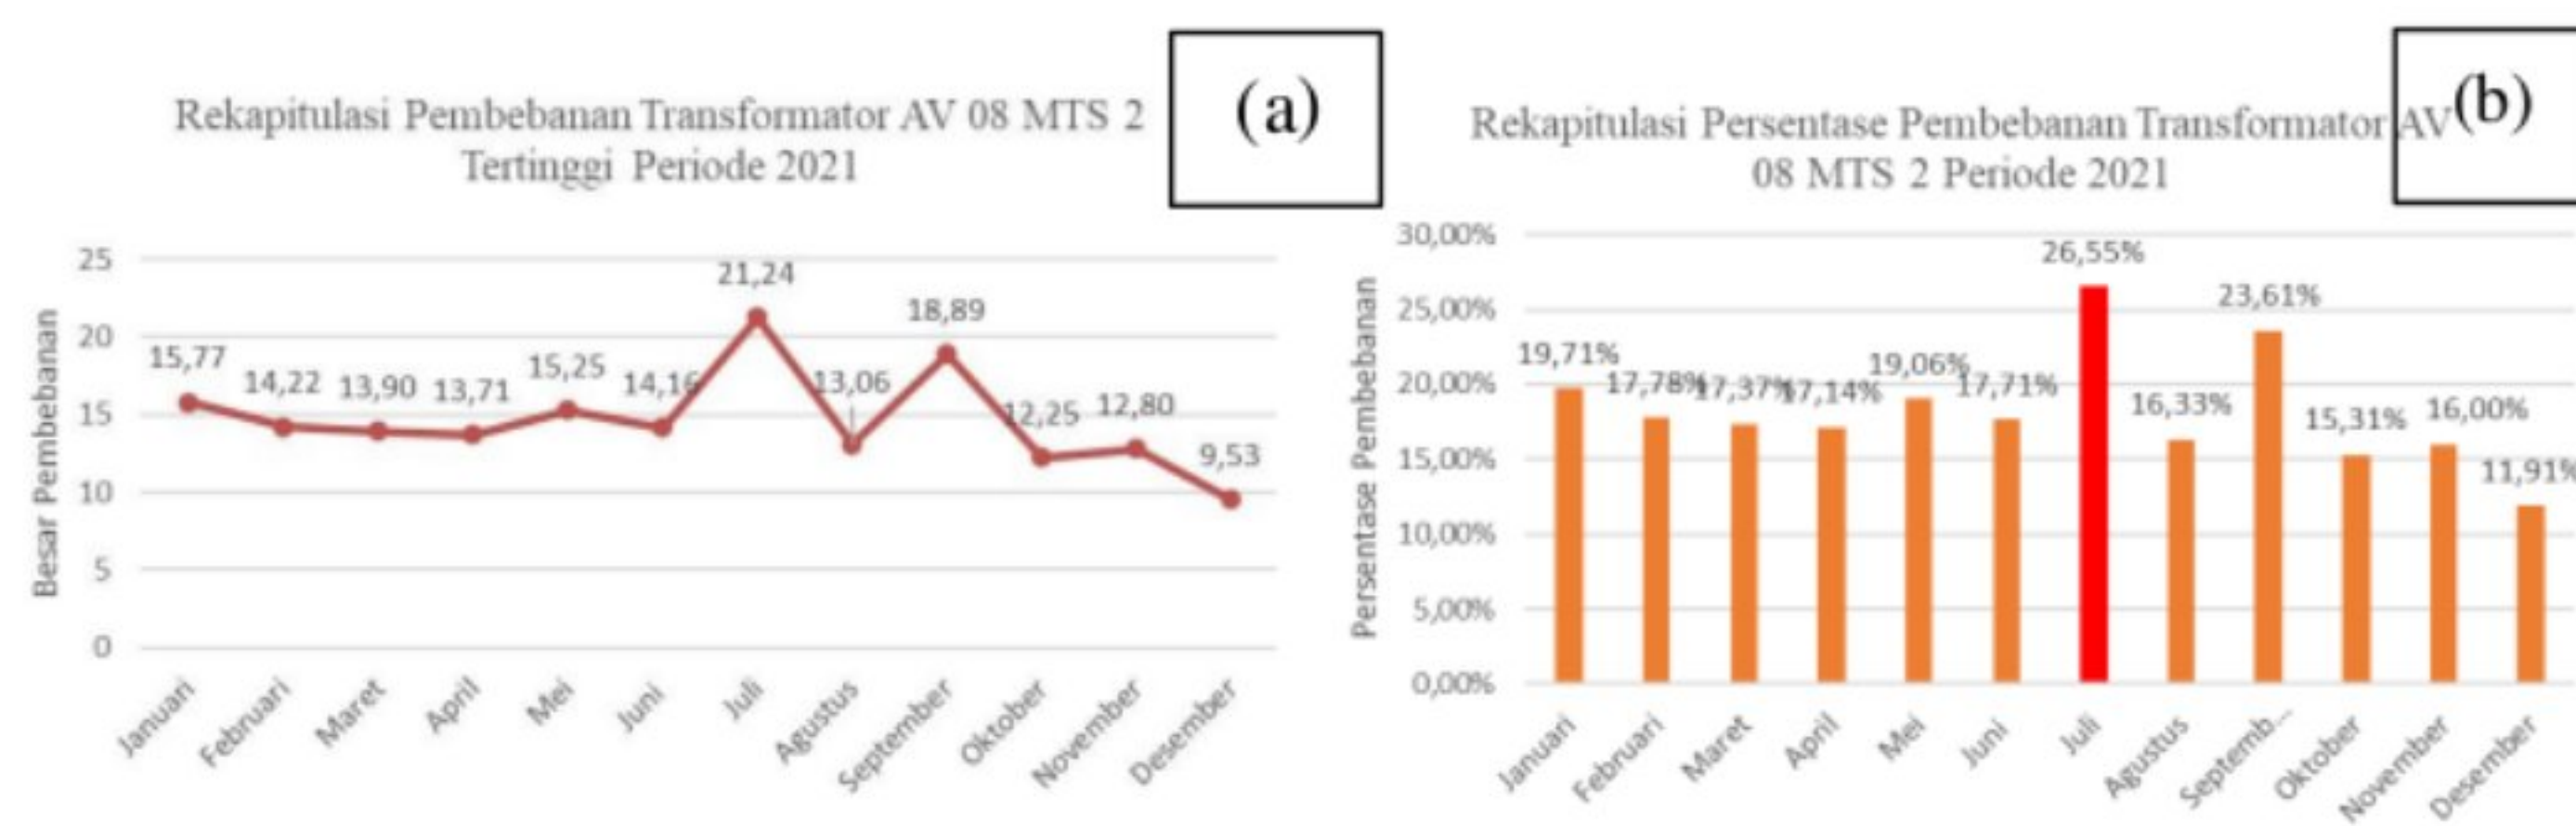 (a)
Rekapitulasi Pembebanan Transformator AV 08 MTS 2
Tertinggi Periode 2021
Besar Pembebanan
25
20
15
10
5
0
15,77
14,22
13,90
13,71
15,25
14,16
21,24
13,06
18,89
12,25
12,80
9,53
Januari
Februari
Maret
April
Mei
Juni
Juli
Agustus
September
Oktober
November
Desember
(b)
Rekapitulasi Persentase Pembebanan Transformator AV
08 MTS 2 Periode 2021
Persentase Pembebanan
30,00%
25,00%
20,00%
15,00%
10,00%
5,00%
0,00%
19,71%
17,78%
17,37%
17,14%
19,06%
17,71%
26,55%
16,33%
23,61%
15,31%
16,00%
11,91%
Januari
Februari
Maret
April
Mei
Juni
Juli
Agustus
Septemb...
Oktober
November
Desember